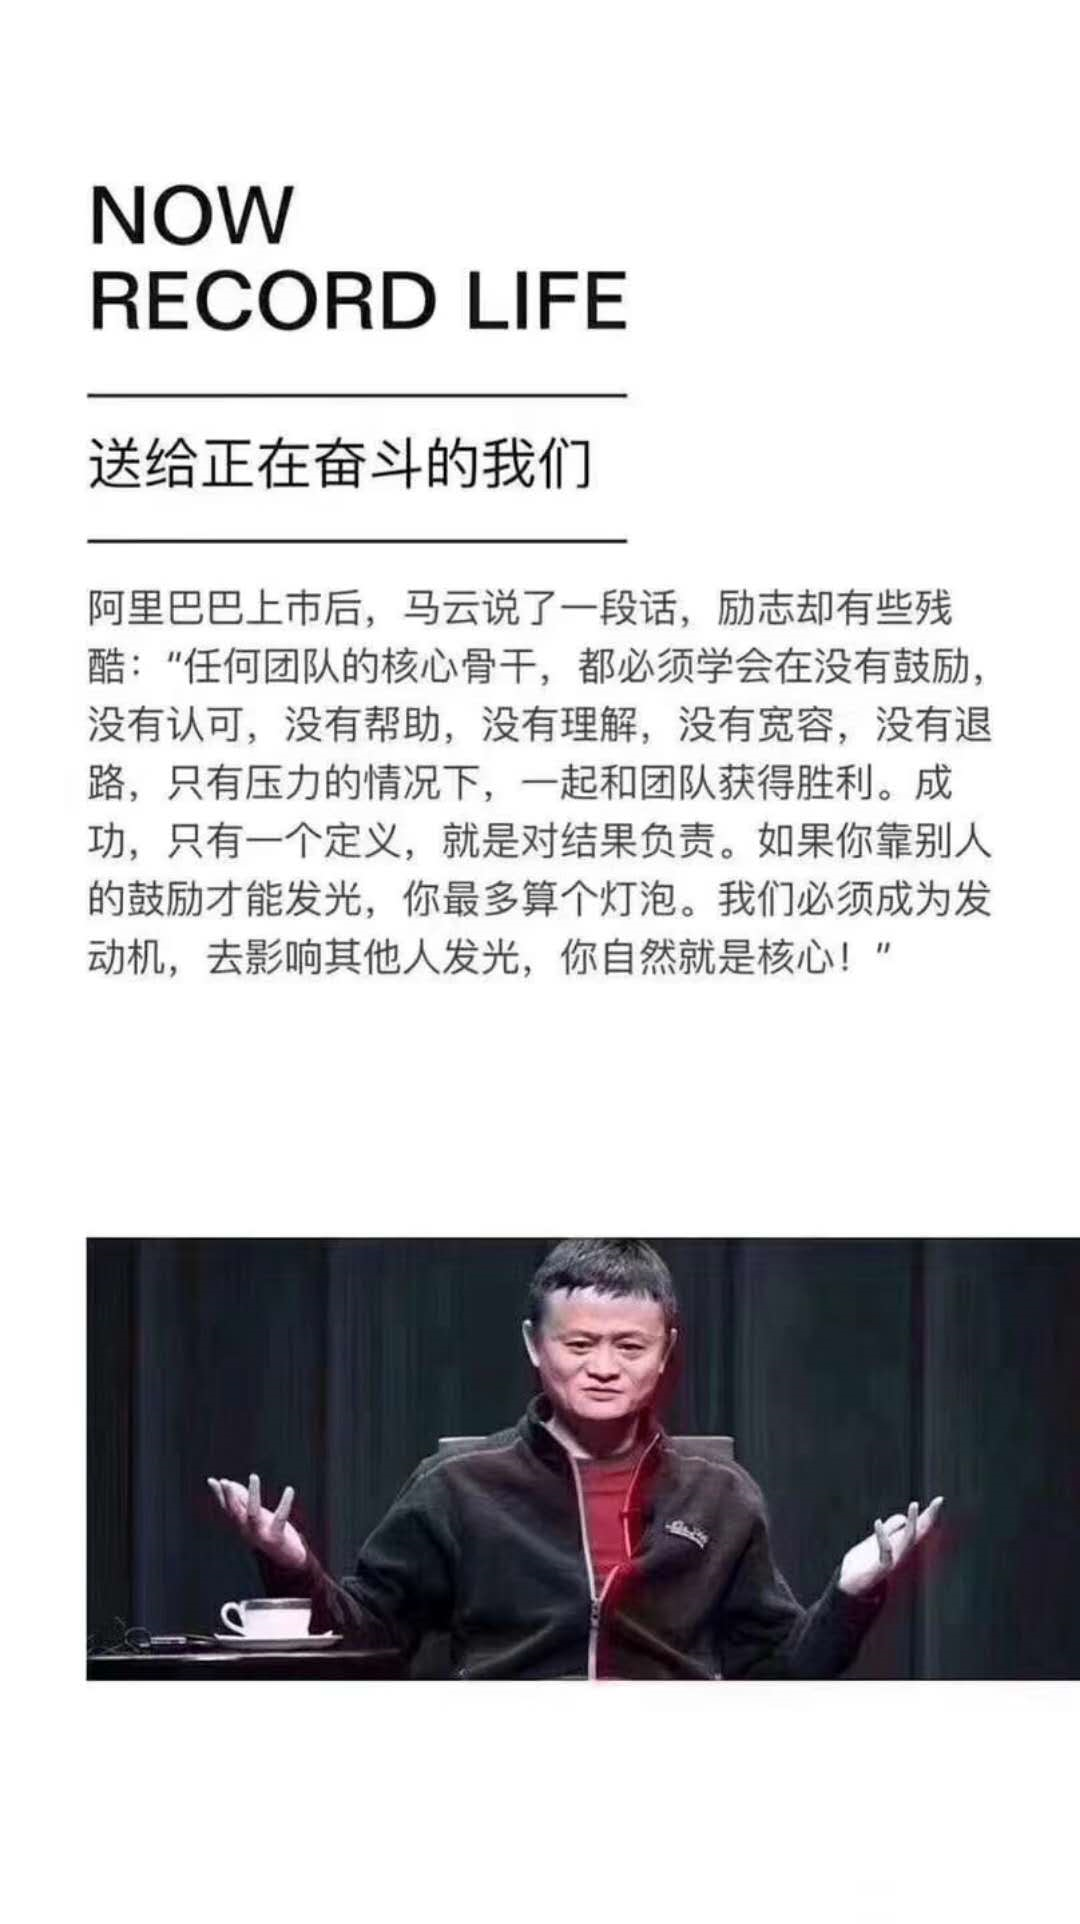 NOW
RECORD LIFE
送给正在奋斗的我们
阿里巴巴上市后，马云说了一段话，励志却有些残
酷：“任何团队的核心骨干，都必须学会在没有鼓励，
没有认可，没有帮助，没有理解，没有宽容，没有退
路，只有压力的情况下，一起和团队获得胜利。成
功，只有一个定义，就是对结果负责。如果你靠别人
的鼓励才能发光，你最多算个灯泡。我们必须成为发
动机，去影响其他人发光，你自然就是核心！”